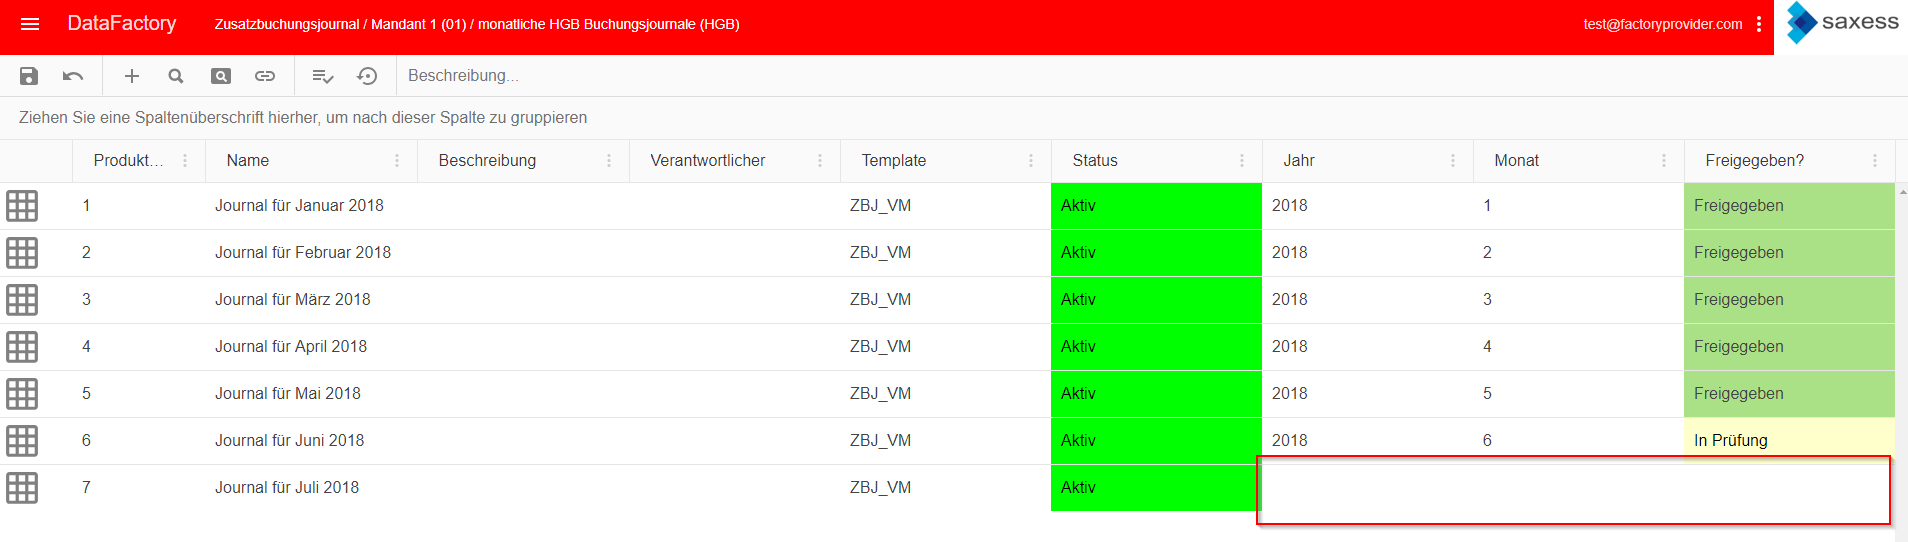 DataFactory Zusatzbuchungsjournal / Mandant 1 (01) / monatliche HGB Buchungsjournale (HGB) test@factoryprovider.com saxess
Beschreibung...
Ziehen Sie eine Spaltenüberschrift hierher, um nach dieser Spalte zu gruppieren
Produkt... Name Beschreibung Verantwortlicher Template Status Jahr Monat Freigegeben?
1 Journal für Januar 2018 ZBJ_VM Aktiv 2018 1 Freigegeben
2 Journal für Februar 2018 ZBJ_VM Aktiv 2018 2 Freigegeben
3 Journal für März 2018 ZBJ_VM Aktiv 2018 3 Freigegeben
4 Journal für April 2018 ZBJ_VM Aktiv 2018 4 Freigegeben
5 Journal für Mai 2018 ZBJ_VM Aktiv 2018 5 Freigegeben
6 Journal für Juni 2018 ZBJ_VM Aktiv 2018 6 In Prüfung
7 Journal für Juli 2018 ZBJ_VM Aktiv